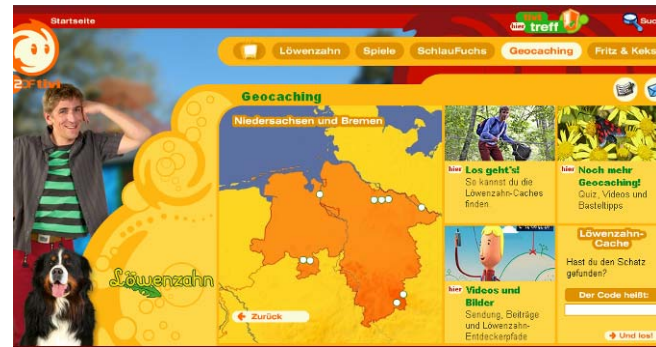 Startseite
tivi
hier treff
Suc
Löwenzahn
Spiele
SchlauFuchs
Geocaching
Fritz & Keks
ZDF tivi
Geocaching
Niedersachsen und Bremen
Zurück
Löwenzahn
hier Los geht's!
So kannst du die
Löwenzahn-Caches
finden.
hier Noch mehr
Geocaching!
Quiz, Videos und
Basteltipps
hier Videos und
Bilder
Sendung, Beiträge
und Löwenzahn-
Entdeckerpfade
Löwenzahn-
Cache
Hast du den Schatz
gefunden?
Der Code heißt:
Und los!